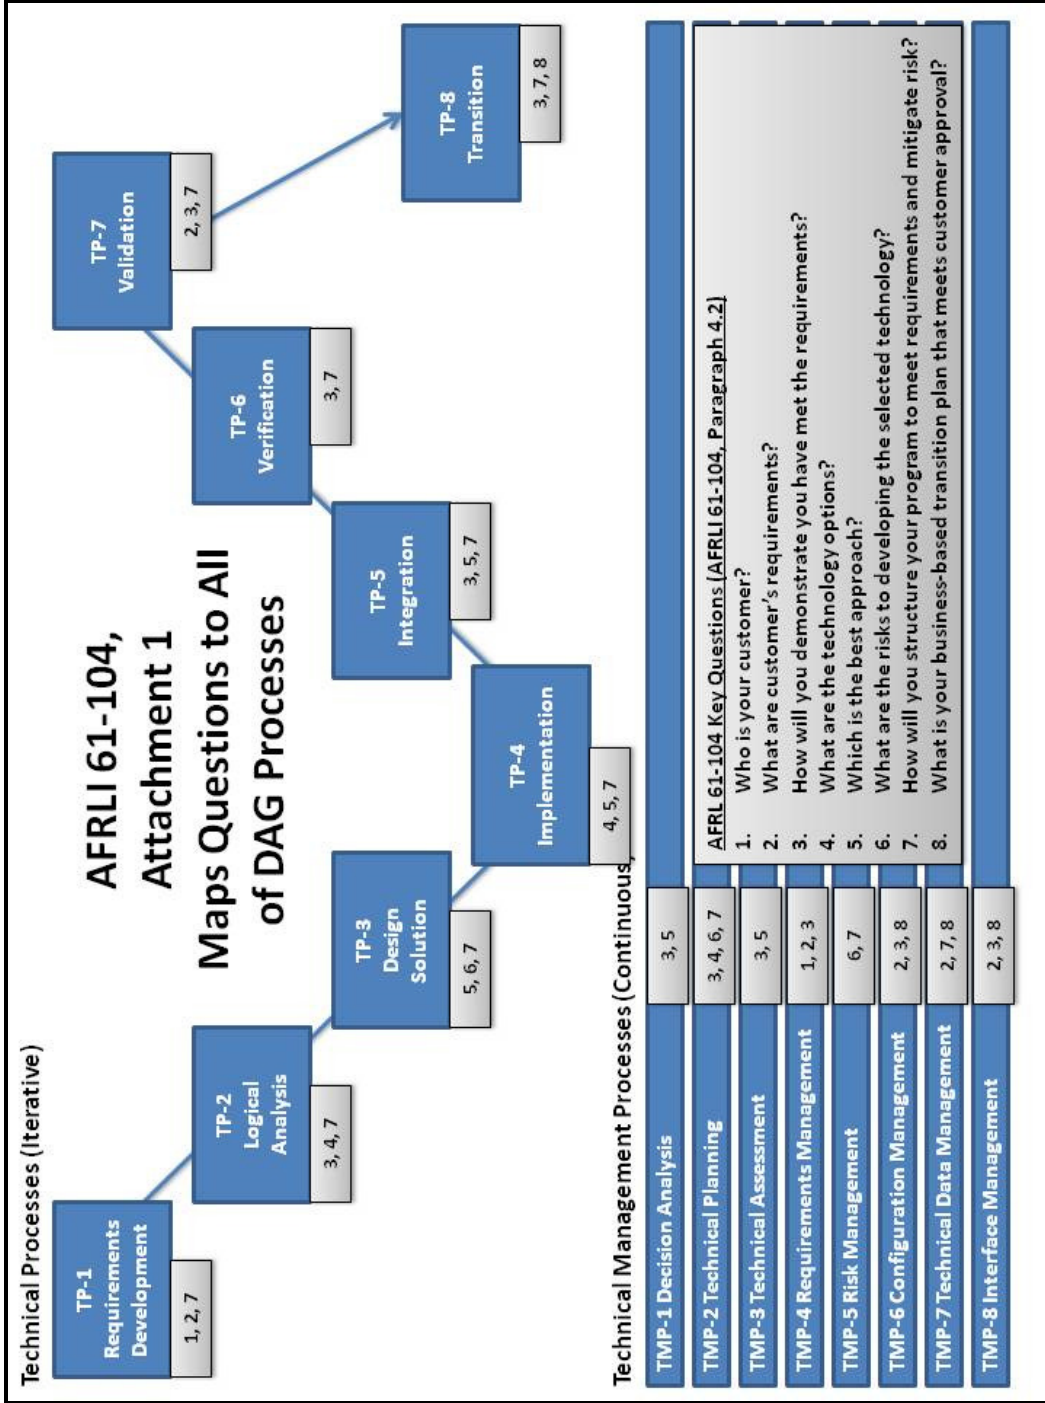 AFRLI 61-104,
Attachment 1
Maps Questions to All
of DAG Processes
Technical Processes (Iterative)
TP-1
Requirements
Development
1, 2, 7
TP-2
Logical
Analysis
3, 4, 7
TP-3
Design
Solution
5, 6, 7
TP-4
Implementation
4, 5, 7
TP-5
Integration
3, 5, 7
TP-6
Verification
3, 7
TP-7
Validation
2, 3, 7
TP-8
Transition
3, 7, 8
Technical Management Processes (Continuous)
TMP-1 Decision Analysis
3, 5
TMP-2 Technical Planning
3, 4, 6, 7
TMP-3 Technical Assessment
3, 5
TMP-4 Requirements Management
1, 2, 3
TMP-5 Risk Management
6, 7
TMP-6 Configuration Management
2, 3, 8
TMP-7 Technical Data Management
2, 7, 8
TMP-8 Interface Management
2, 3, 8
AFRL 61-104 Key Questions (AFRLI 61-104, Paragraph 4.2)
1. Who is your customer?
2. What are customer's requirements?
3. How will you demonstrate you have met the requirements?
4. What are the technology options?
5. Which is the best approach?
6. What are the risks to developing the selected technology?
7. How will you structure your program to meet requirements and mitigate risk?
8. What is your business-based transition plan that meets customer approval?